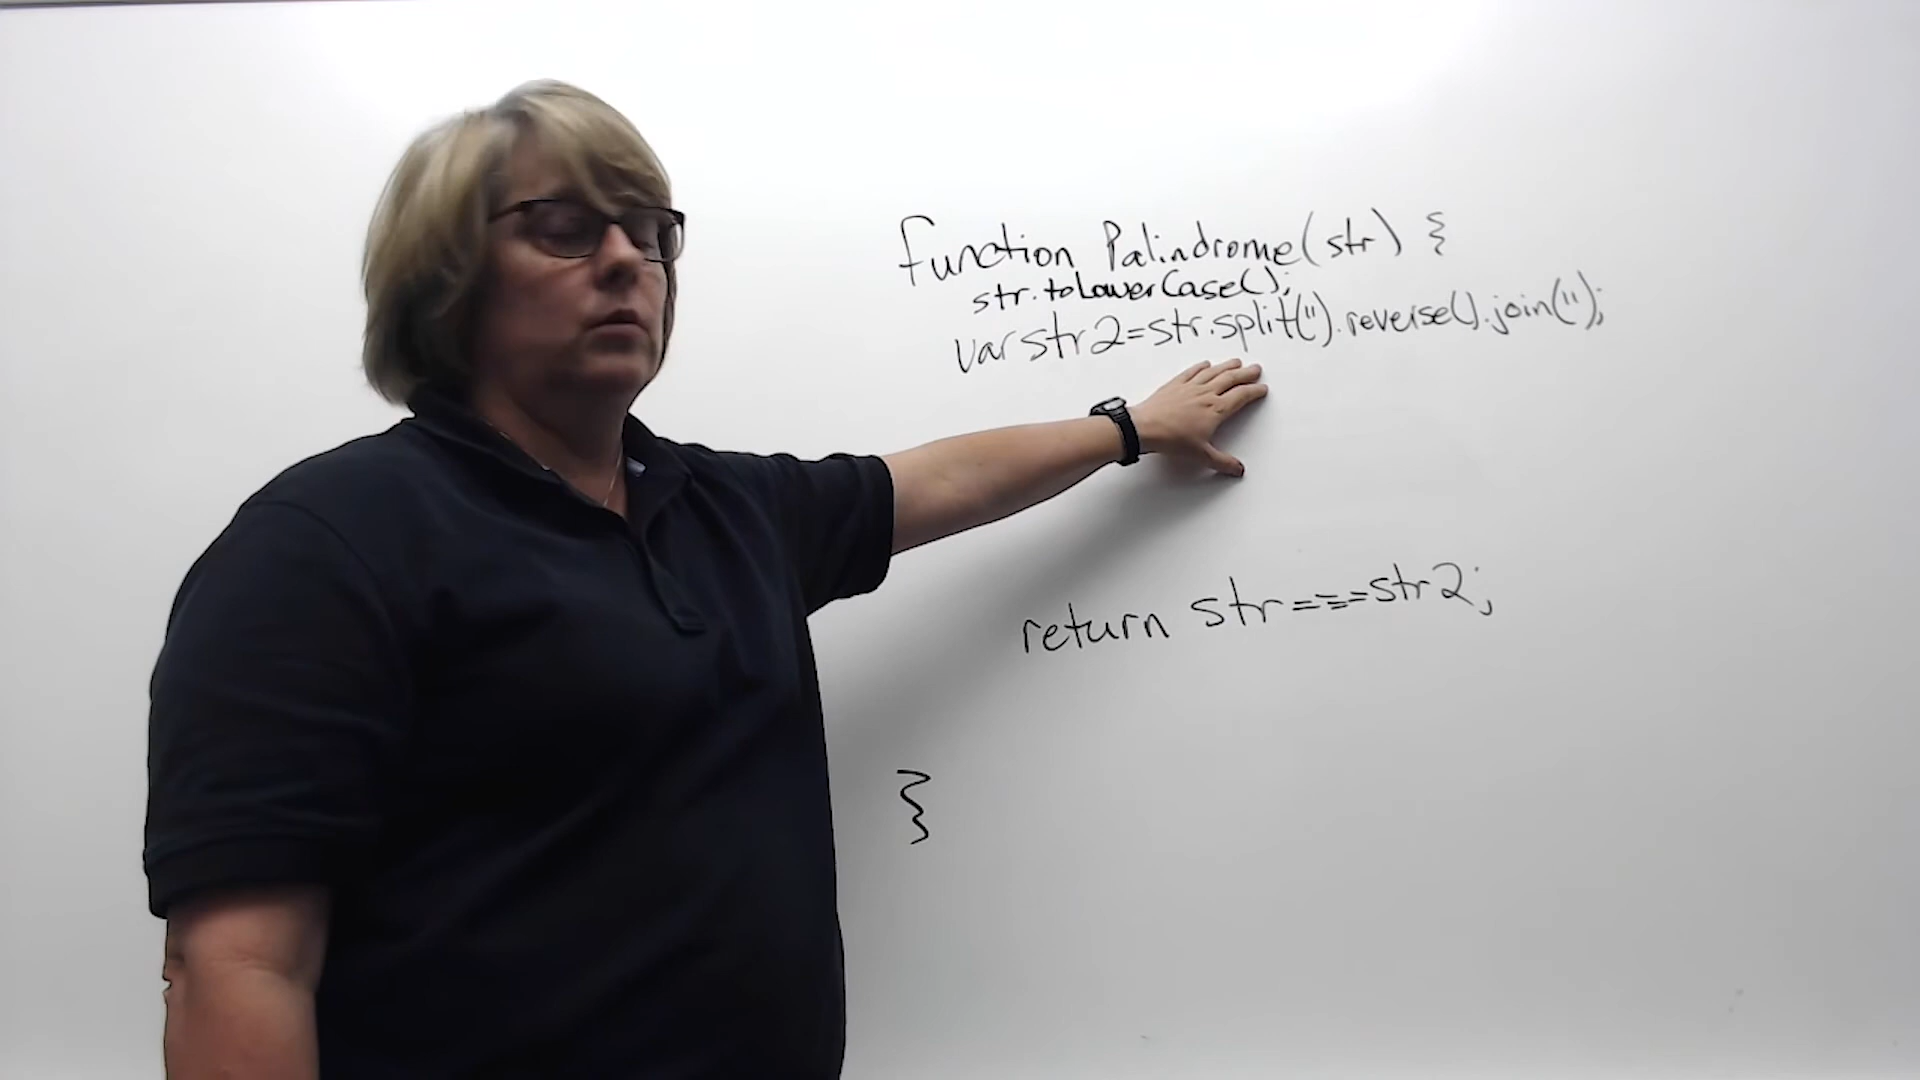 function Palindrome(str) {
str.toLowerCase();
var str2=str.split('').reverse().join('');
return str===str2;
}